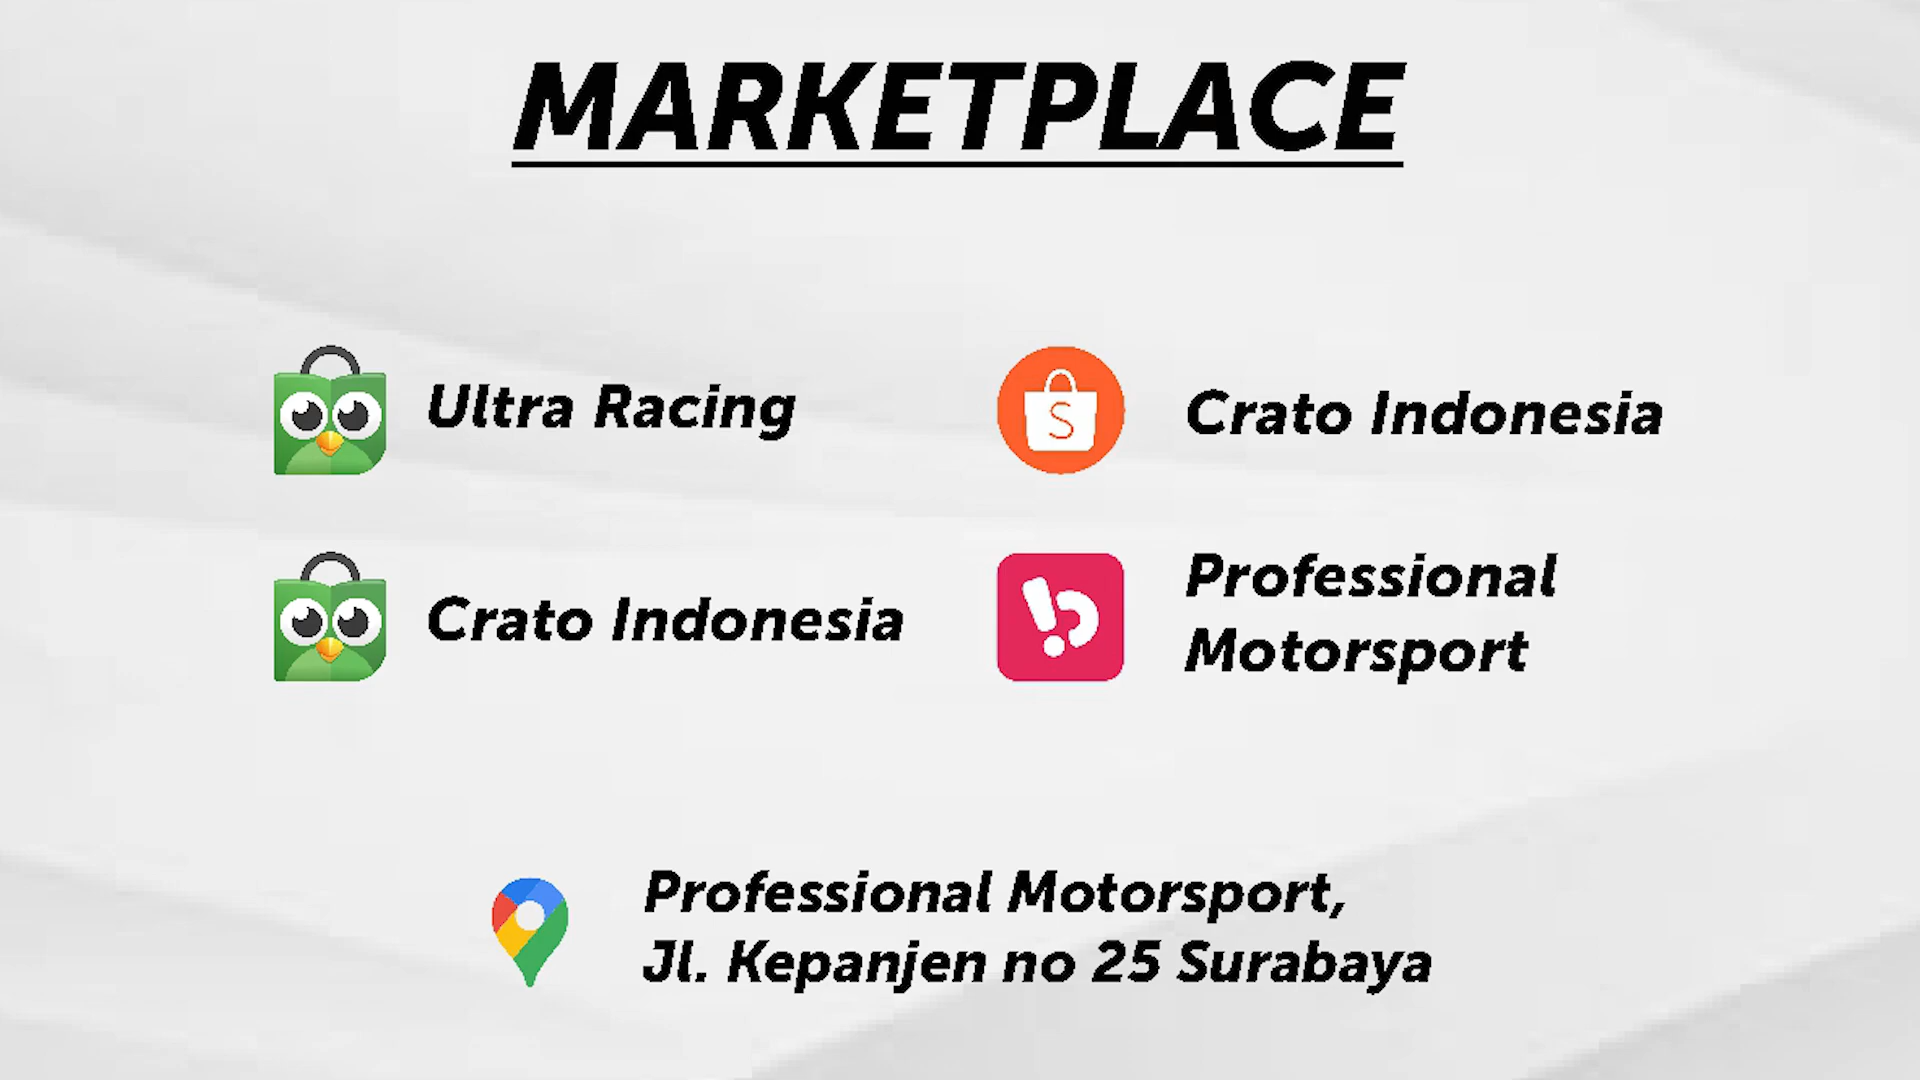 MARKETPLACE
Ultra Racing
Crato Indonesia
S
Crato Indonesia
Professional
Motorsport
Professional Motorsport,
Jl. Kepanjen no 25 Surabaya